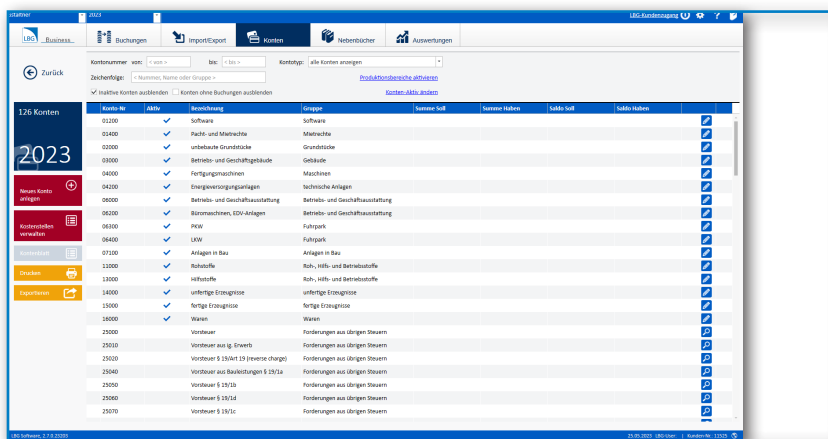 2023
LBG-Kundenzugang
LBG Business
Buchungen
Import/Export
Konten
Nebenbücher
Auswertungen
Zurück
Kontonummer von: < von > bis: < bis > Kontotyp: alle Konten anzeigen
Zeichenfolge: < Nummer, Name oder Gruppe > Produktionsbereiche aktivieren
Inaktive Konten ausblenden Konten ohne Buchungen ausblenden Konten-Aktiv ändern
126 Konten
2023
Neues Konto
anlegen
Kostenstellen
verwalten
Kontenblatt
Drucken
Exportieren
Konto-Nr Aktiv Bezeichnung Gruppe Summe Soll Summe Haben Saldo Soll Saldo Haben
01200 Software Software
01400 Pacht- und Mietrechte Mietrechte
02000 unbebaute Grundstücke Grundstücke
03000 Betriebs- und Geschäftsgebäude Gebäude
04000 Fertigungsmaschinen Maschinen
04200 Energieversorgungsanlagen technische Anlagen
06000 Betriebs- und Geschäftsausstattung Betriebs- und Geschäftsausstattung
06200 Büromaschinen, EDV-Anlagen Betriebs- und Geschäftsausstattung
06300 PKW Fuhrpark
06400 LKW Fuhrpark
07100 Anlagen in Bau Anlagen in Bau
11000 Rohstoffe Roh-, Hilfs- und Betriebsstoffe
13000 Hilfsstoffe Roh-, Hilfs- und Betriebsstoffe
14000 unfertige Erzeugnisse unfertige Erzeugnisse
15000 fertige Erzeugnisse fertige Erzeugnisse
16000 Waren Waren
25000 Vorsteuer Forderungen aus übrigen Steuern
25010 Vorsteuer aus ig. Erwerb Forderungen aus übrigen Steuern
25020 Vorsteuer § 19/Art 19 (reverse charge) Forderungen aus übrigen Steuern
25040 Vorsteuer aus Bauleistungen § 19/1a Forderungen aus übrigen Steuern
25050 Vorsteuer § 19/1b Forderungen aus übrigen Steuern
25060 Vorsteuer § 19/1d Forderungen aus übrigen Steuern
25070 Vorsteuer § 19/1c Forderungen aus übrigen Steuern
LBG Software, 25.05.2023 LBG-User: | Kunden-Nr. 11525